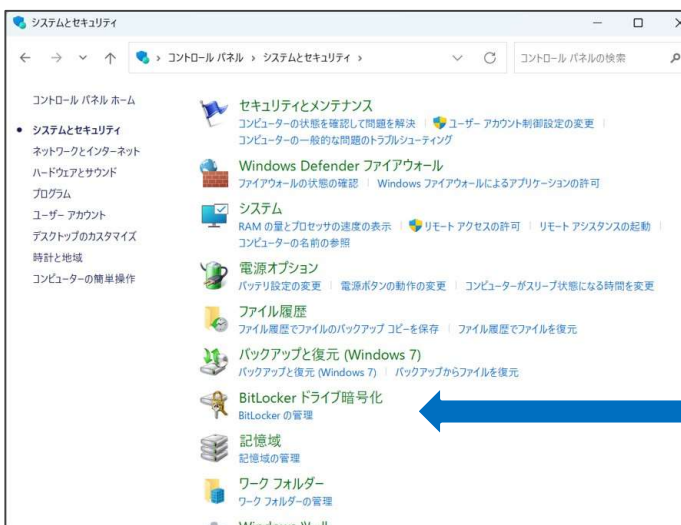 システムとセキュリティ
コントロール パネル › システムとセキュリティ ›
コントロール パネルの検索
コントロール パネル ホーム
システムとセキュリティ
ネットワークとインターネット
ハードウェアとサウンド
プログラム
ユーザー アカウント
デスクトップのカスタマイズ
時計と地域
コンピューターの簡単操作
セキュリティとメンテナンス
コンピューターの状態を確認して問題を解決 | ユーザー アカウント制御設定の変更 |
コンピューターの一般的な問題のトラブルシューティング
Windows Defender ファイアウォール
ファイアウォールの状態の確認 | Windows ファイアウォールによるアプリケーションの許可
システム
RAM の量とプロセッサの速度の表示 | リモート アクセスの許可 | リモート アシスタンスの起動 |
コンピューターの名前の参照
電源オプション
バッテリ設定の変更 | 電源ボタンの動作の変更 | コンピューターがスリープ状態になる時間を変更
ファイル履歴
ファイル履歴でファイルのバックアップ コピーを保存 | ファイル履歴でファイルを復元
バックアップと復元 (Windows 7)
バックアップと復元 (Windows 7) | バックアップからファイルを復元
BitLocker ドライブ暗号化
BitLocker の管理
記憶域
記憶域の管理
ワーク フォルダー
ワーク フォルダーの管理
Windows ツール